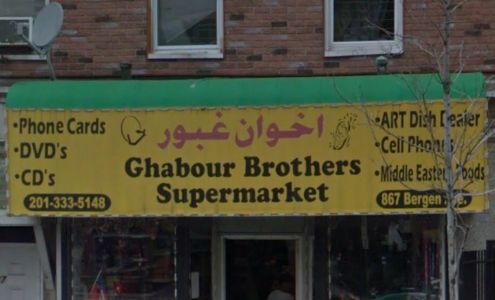 •Phone Cards
•DVD's
•CD's
201-333-5148
اخوان غبور
Ghabour Brothers
Supermarket
•ART Dish Dealer
•Cell Phones
•Middle Eastern Foods
867 Bergen Ave.